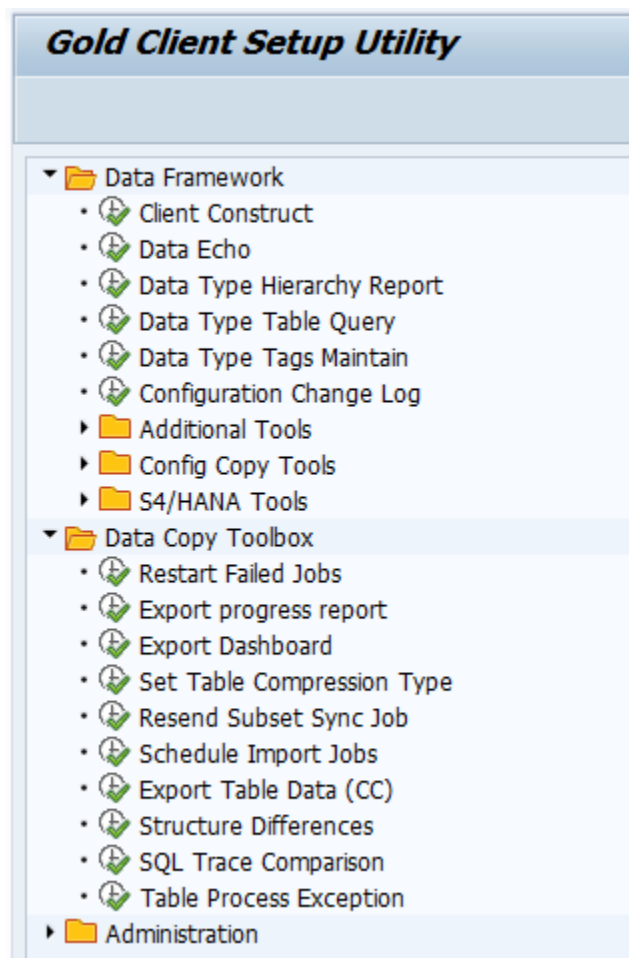 Gold Client Setup Utility
Data Framework
Client Construct
Data Echo
Data Type Hierarchy Report
Data Type Table Query
Data Type Tags Maintain
Configuration Change Log
Additional Tools
Config Copy Tools
S4/HANA Tools
Data Copy Toolbox
Restart Failed Jobs
Export progress report
Export Dashboard
Set Table Compression Type
Resend Subset Sync Job
Schedule Import Jobs
Export Table Data (CC)
Structure Differences
SQL Trace Comparison
Table Process Exception
Administration